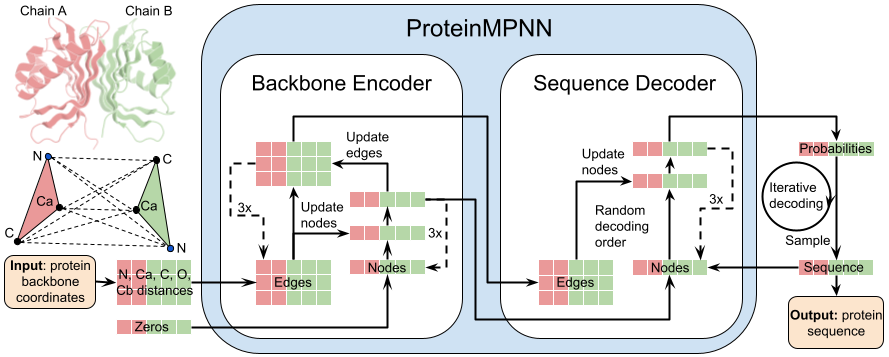 Chain A
Chain B
ProteinMPNN
Backbone Encoder
Sequence Decoder
N
C
Ca
Ca
C
N
Update
edges
3x
Update
nodes
3x
Nodes
Edges
Update
nodes
3x
Random
decoding
order
Edges
Nodes
Probabilities
Iterative
decoding
Sample
Sequence
Input: protein
backbone
coordinates
N, Ca, C, O,
Cb distances
Zeros
Output: protein
sequence